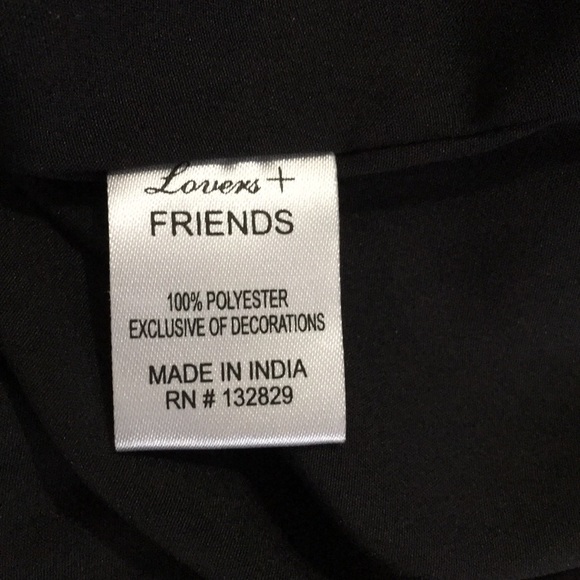 Lovers +
FRIENDS
100% POLYESTER
EXCLUSIVE OF DECORATIONS
MADE IN INDIA
RN # 132829